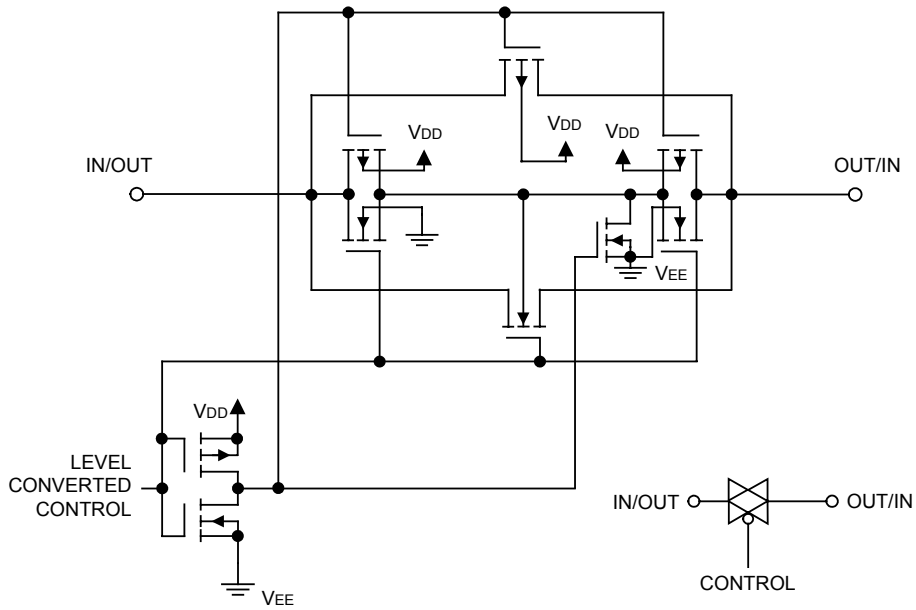 VDD
VDD
VDD
IN/OUT
OUT/IN
VEE
VDD
LEVEL
CONVERTED
CONTROL
IN/OUT
OUT/IN
VEE
CONTROL